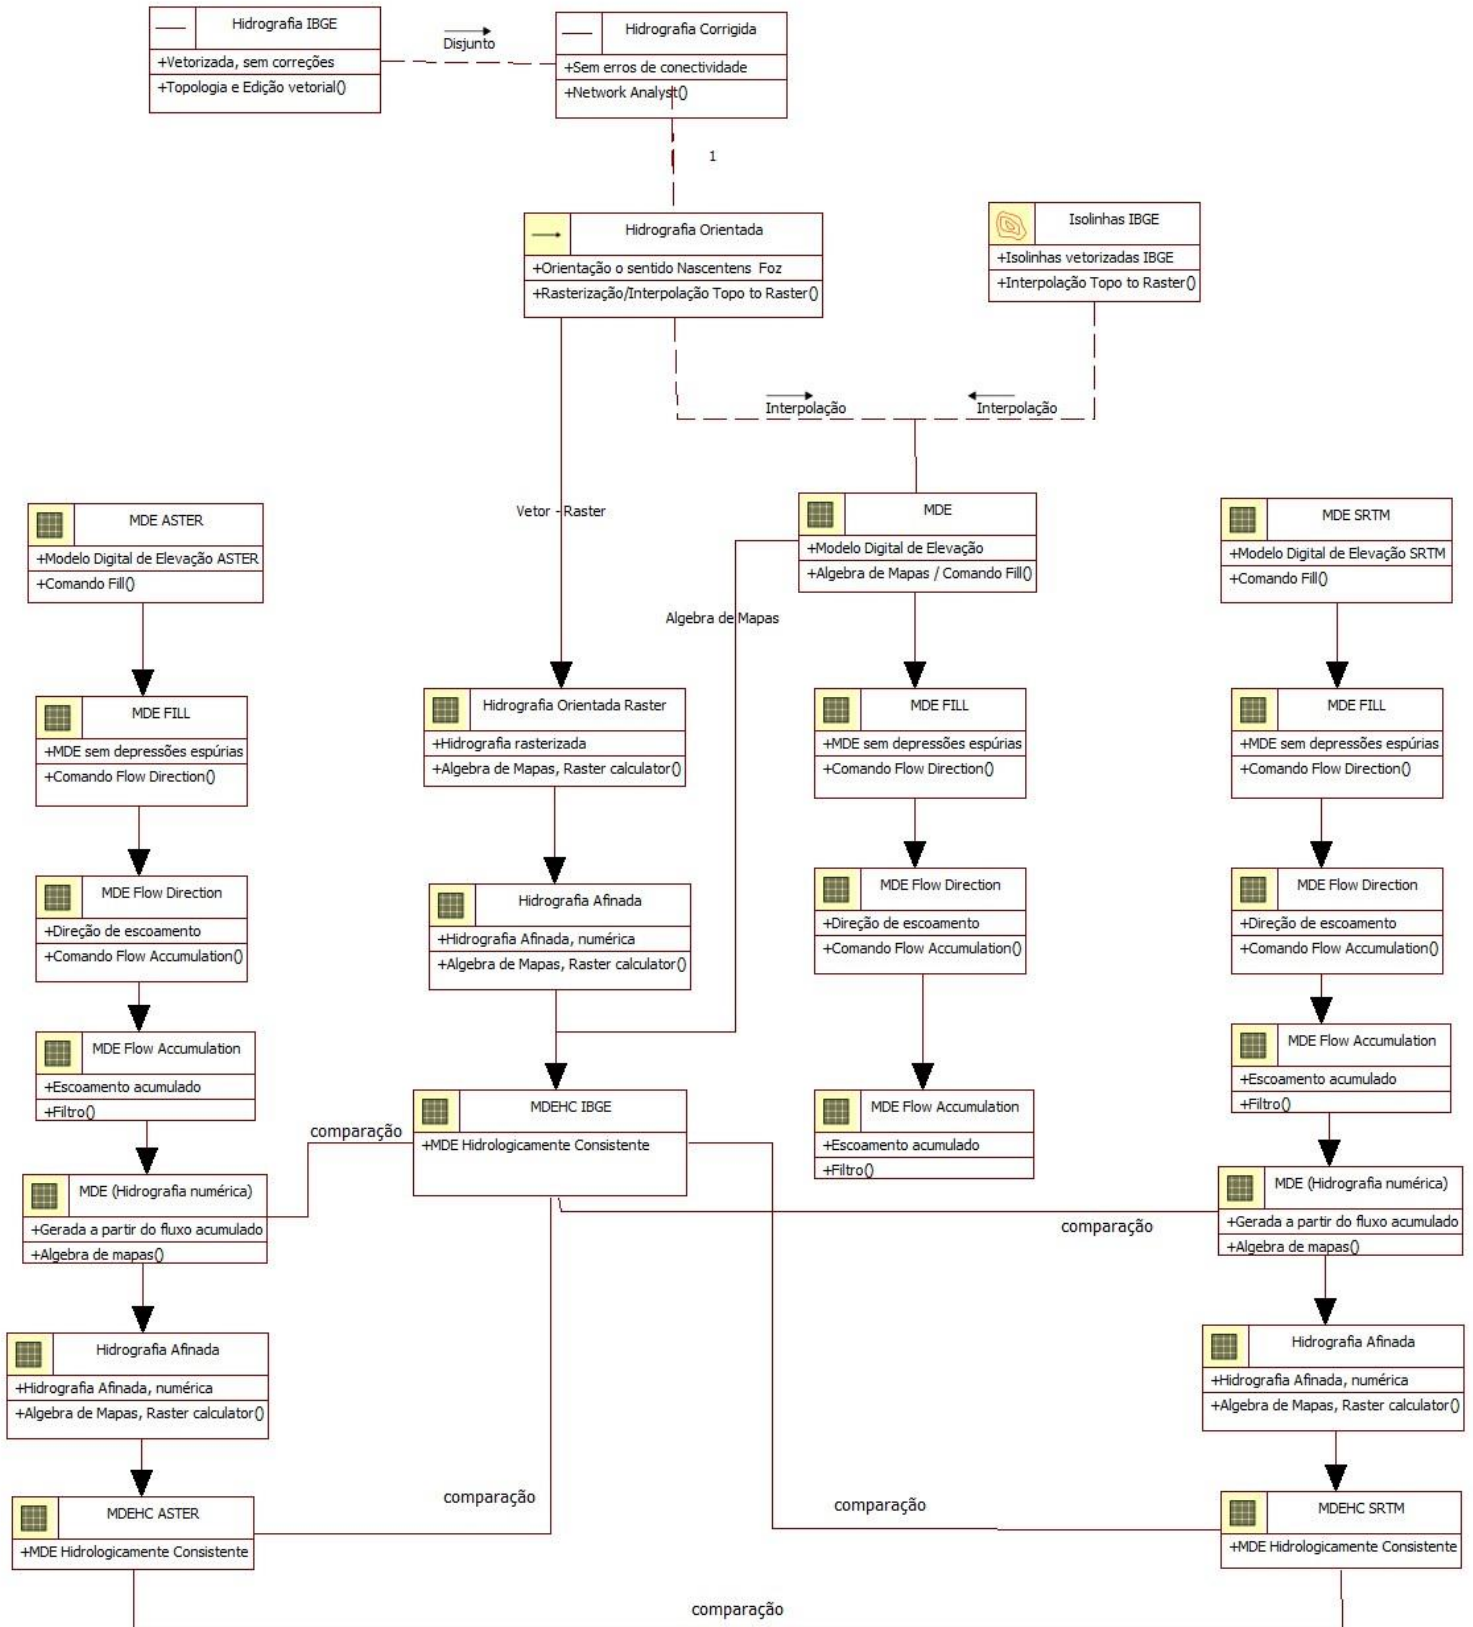 Hidrografia IBGE
+Vetorizada, sem correções
+Topologia e Edição vetorial()
Disjunto
Hidrografia Corrigida
+Sem erros de conectividade
+Network Analyst()
1
Hidrografia Orientada
+Orientação o sentido Nascentens Foz
+Rasterização/Interpolação Topo to Raster()
Isolinhas IBGE
+Isolinhas vetorizadas IBGE
+Interpolação Topo to Raster()
Interpolação
Interpolação
Vetor - Raster
Algebra de Mapas
MDE ASTER
+Modelo Digital de Elevação ASTER
+Comando Fill()
MDE
+Modelo Digital de Elevação
+Algebra de Mapas / Comando Fill()
MDE SRTM
+Modelo Digital de Elevação SRTM
+Comando Fill()
MDE FILL
+MDE sem depressões espúrias
+Comando Flow Direction()
Hidrografia Orientada Raster
+Hidrografia rasterizada
+Algebra de Mapas, Raster calculator()
MDE FILL
+MDE sem depressões espúrias
+Comando Flow Direction()
MDE FILL
+MDE sem depressões espúrias
+Comando Flow Direction()
MDE Flow Direction
+Direção de escoamento
+Comando Flow Accumulation()
Hidrografia Afinada
+Hidrografia Afinada, numérica
+Algebra de Mapas, Raster calculator()
MDE Flow Direction
+Direção de escoamento
+Comando Flow Accumulation()
MDE Flow Direction
+Direção de escoamento
+Comando Flow Accumulation()
MDE Flow Accumulation
+Escoamento acumulado
+Filtro()
MDEHC IBGE
+MDE Hidrologicamente Consistente
MDE Flow Accumulation
+Escoamento acumulado
+Filtro()
MDE Flow Accumulation
+Escoamento acumulado
+Filtro()
comparação
MDE (Hidrografia numérica)
+Gerada a partir do fluxo acumulado
+Algebra de mapas()
comparação
MDE (Hidrografia numérica)
+Gerada a partir do fluxo acumulado
+Algebra de mapas()
Hidrografia Afinada
+Hidrografia Afinada, numérica
+Algebra de Mapas, Raster calculator()
Hidrografia Afinada
+Hidrografia Afinada, numérica
+Algebra de Mapas, Raster calculator()
comparação
comparação
MDEHC ASTER
+MDE Hidrologicamente Consistente
MDEHC SRTM
+MDE Hidrologicamente Consistente
comparação